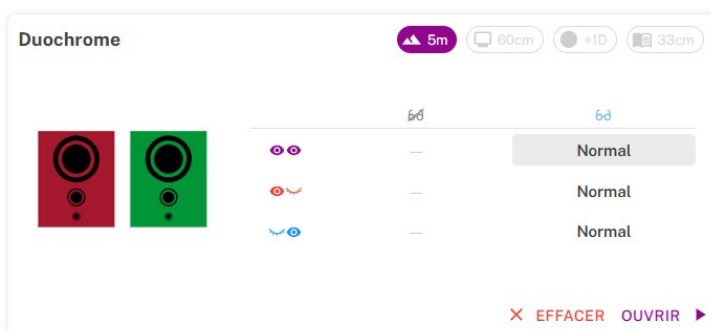 Duochrome
5m 60cm +1D 33cm
— Normal
— Normal
— Normal
EFFACER OUVRIR